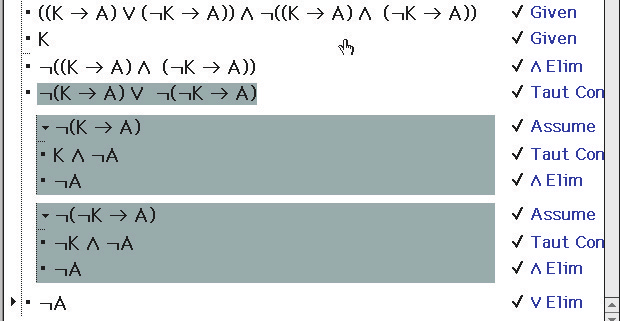 ((K → A) ∨ (¬K → A)) ∧ ¬((K → A) ∧ (¬K → A)) ✓ Given
K ✓ Given
¬((K → A) ∧ (¬K → A)) ✓ ∧ Elim
¬(K → A) ∨ ¬(¬K → A) ✓ Taut Con
¬(K → A) ✓ Assume
K ∧ ¬A ✓ Taut Con
¬A ✓ ∧ Elim
¬(¬K → A) ✓ Assume
¬K ∧ ¬A ✓ Taut Con
¬A ✓ ∧ Elim
¬A ✓ ∨ Elim